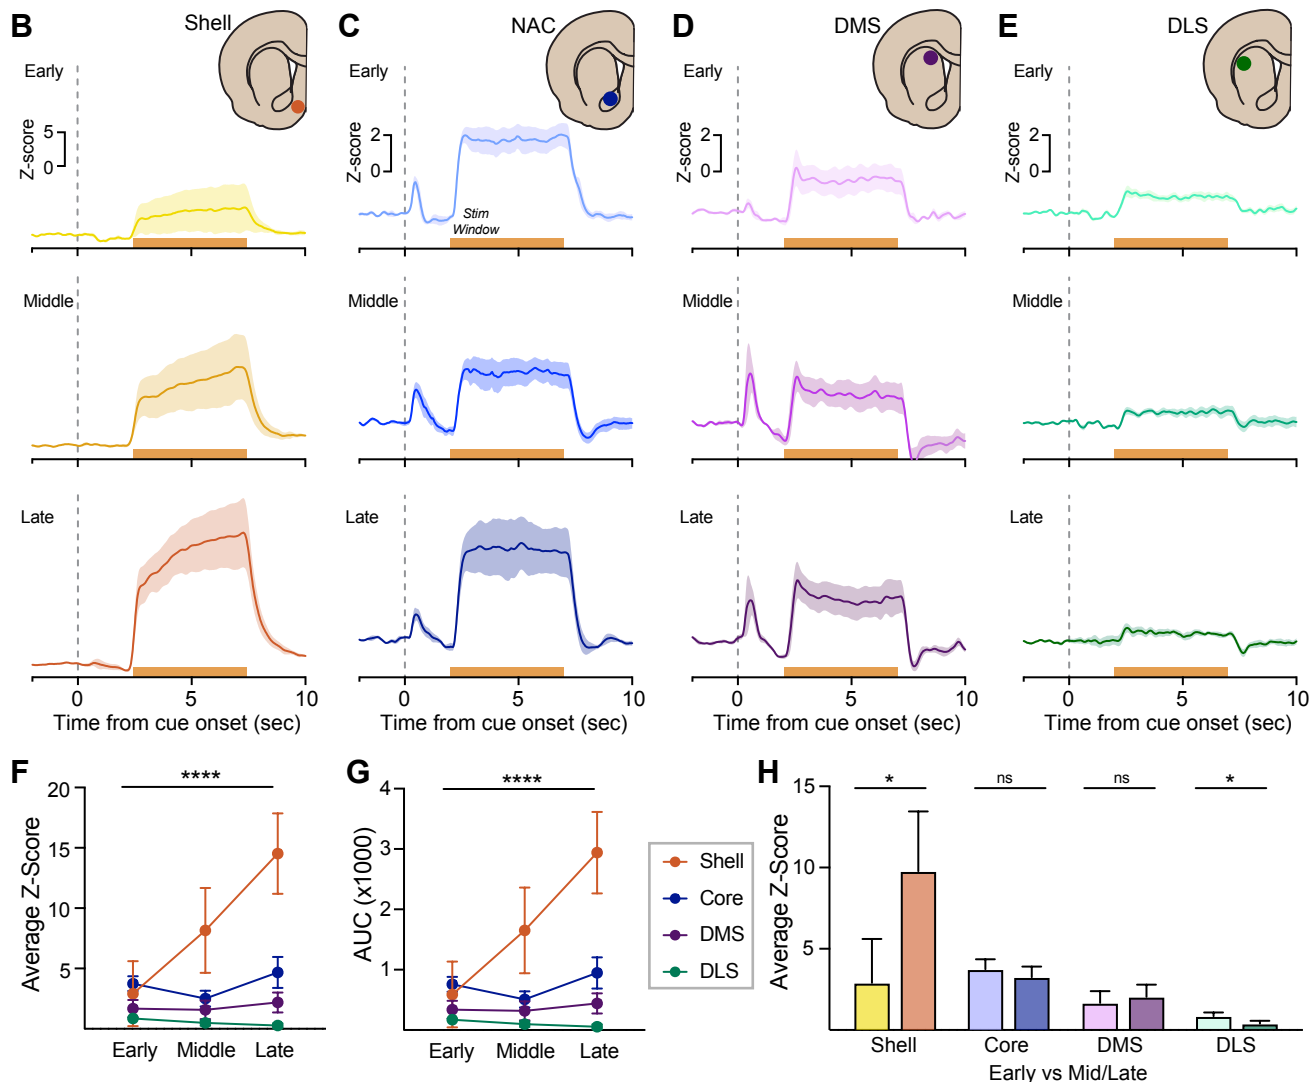 B
Shell
C
NAC
D
DMS
E
DLS
Early
Early
Early
Early
Z-score
5
0
Z-score
2
0
Z-score
2
0
Z-score
2
0
Stim
Window
Middle
Middle
Middle
Middle
Late
Late
Late
Late
0 5 10
0 5 10
0 5 10
0 5 10
Time from cue onset (sec)
Time from cue onset (sec)
Time from cue onset (sec)
Time from cue onset (sec)
F
****
20
15
10
5
Average Z-Score
Early Middle Late
G
****
4
3
2
1
AUC (x1000)
Early Middle Late
Shell
Core
DMS
DLS
H
* ns ns *
15
10
5
Average Z-Score
Shell Core DMS DLS
Early vs Mid/Late